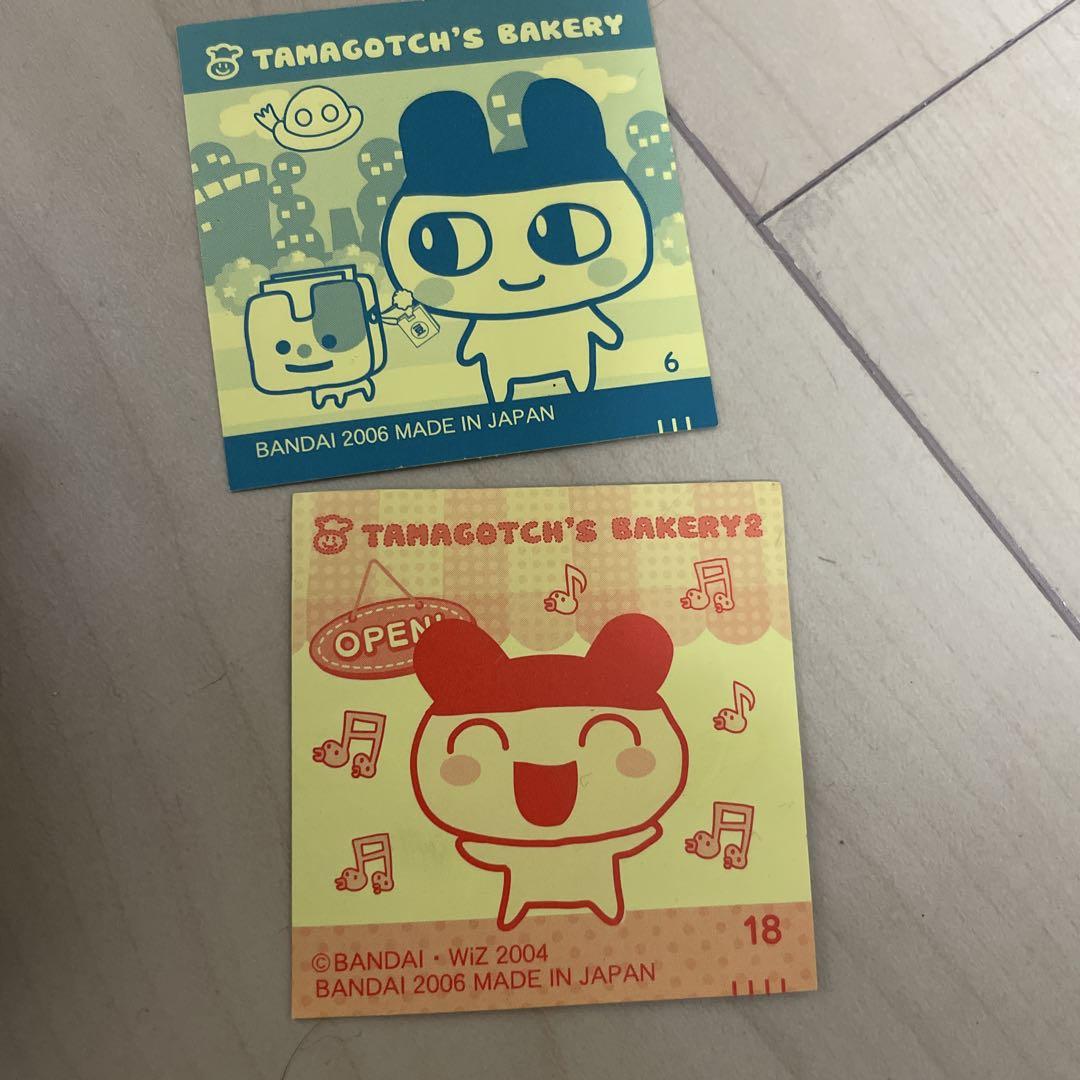 TAMAGOTCH'S BAKERY
6
BANDAI 2006 MADE IN JAPAN
TAMAGOTCH'S BAKERY2
OPEN!
18
©BANDAI・WiZ 2004
BANDAI 2006 MADE IN JAPAN